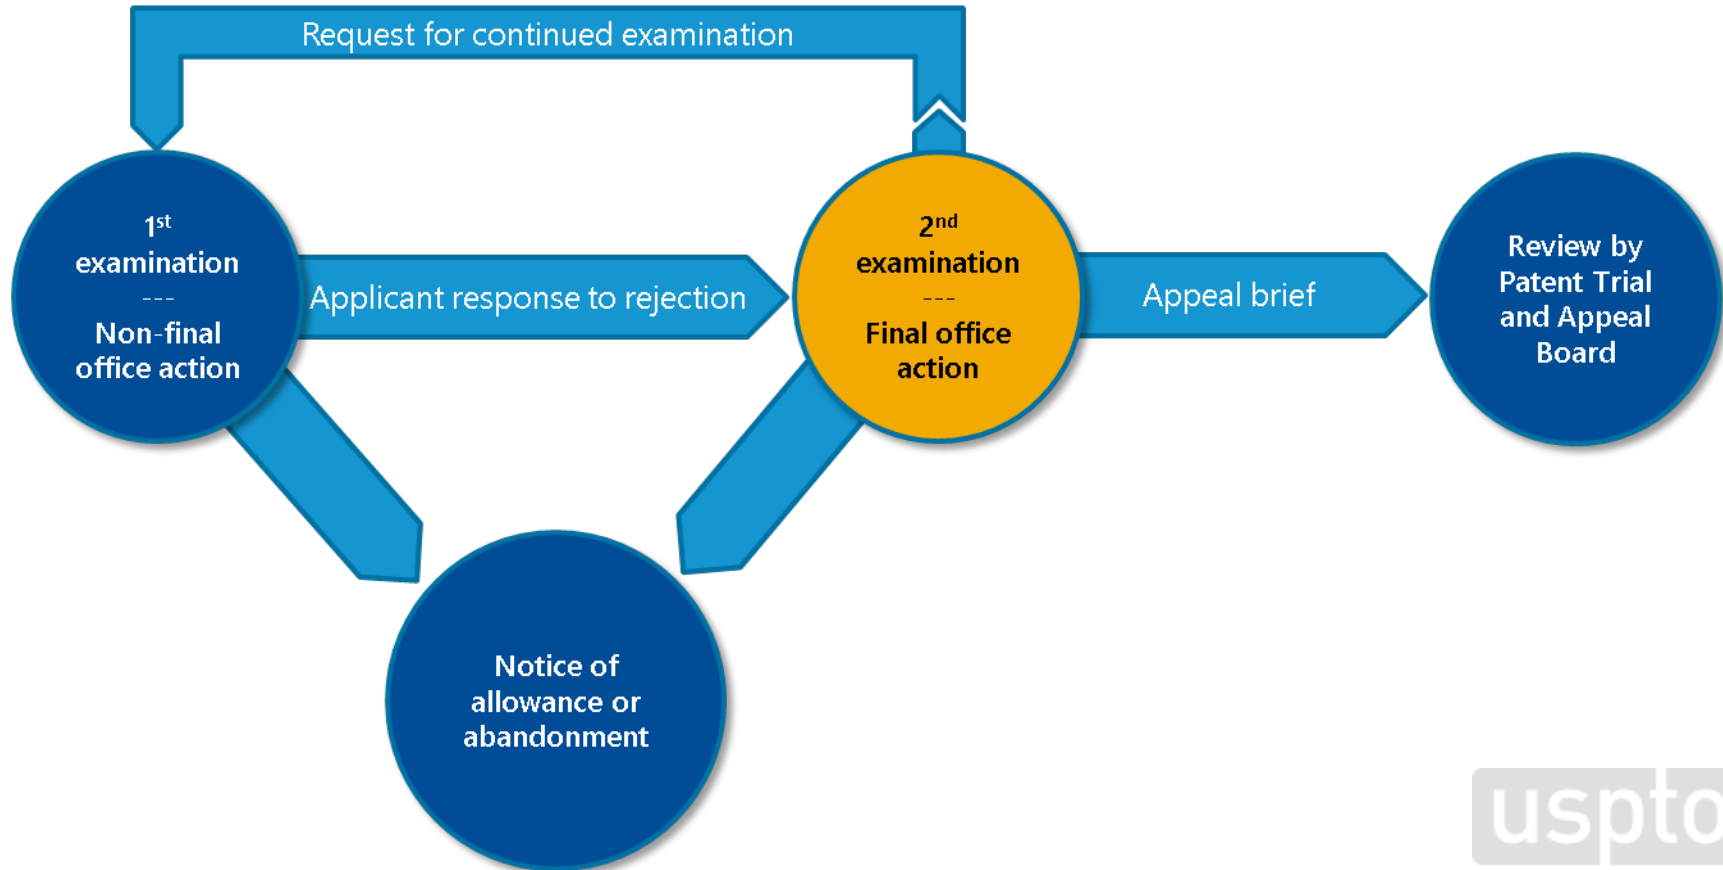 Request for continued examination
1st
examination
---
Non-final
office action
Applicant response to rejection
2nd
examination
---
Final office
action
Appeal brief
Review by
Patent Trial
and Appeal
Board
Notice of
allowance or
abandonment
uspto